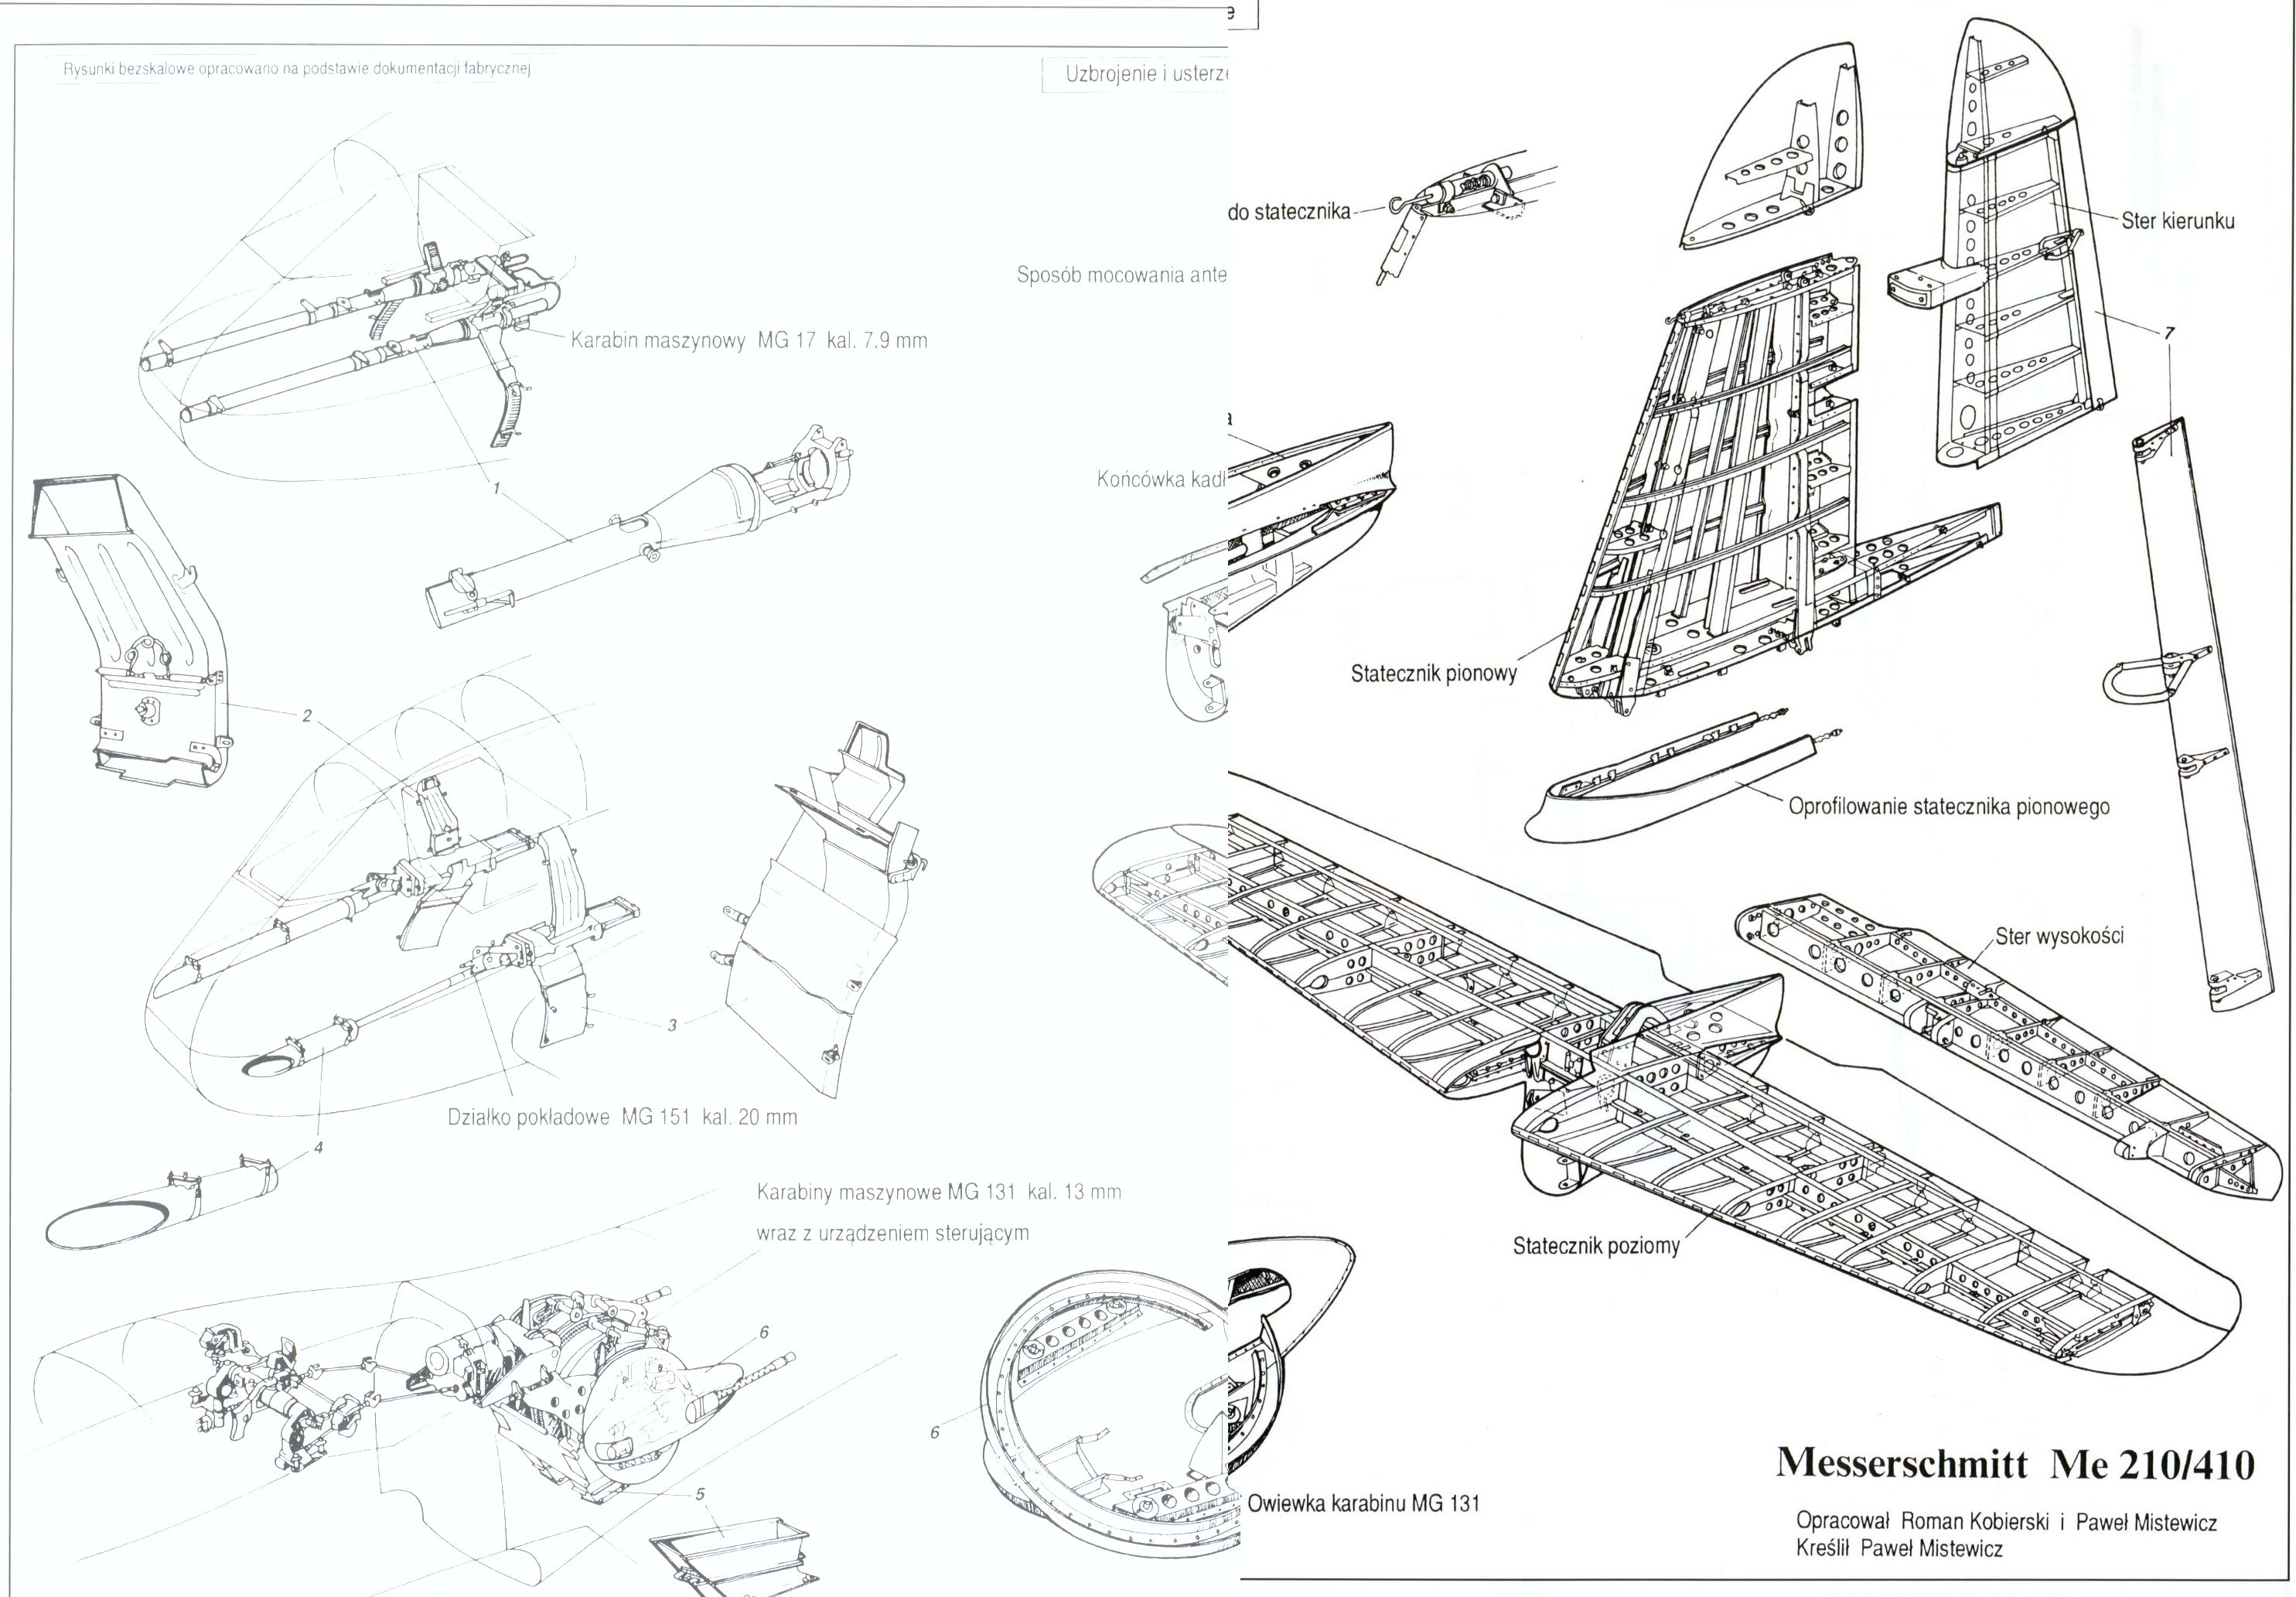 Rysunki bezskalowe opracowano na podstawie dokumentacji fabrycznej
Uzbrojenie i usterze
e
do statecznika
Ster kierunku
Sposób mocowania ante
7
Karabin maszynowy MG 17 kal. 7.9 mm
a
Końcówka kadł
1
Statecznik pionowy
2
Oprofilowanie statecznika pionowego
Ster wysokości
3
Działko pokładowe MG 151 kal. 20 mm
4
Karabiny maszynowe MG 131 kal. 13 mm
wraz z urządzeniem sterującym
Statecznik poziomy
6
6
5
Owiewka karabinu MG 131
Messerschmitt Me 210/410
Opracował Roman Kobierski i Paweł Mistewicz
Kreślił Paweł Mistewicz